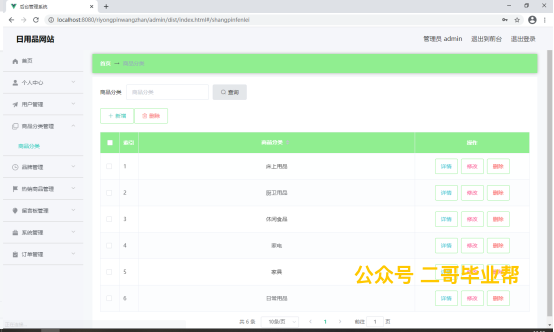 后台管理系统
localhost:8080/riyongpinwangzhan/admin/dist/index.html#/shangpinfenlei
日用品网站
管理员 admin 退出到前台 退出登录
首页
个人中心
用户管理
商品分类管理
商品分类
品牌管理
热销商品管理
留言板管理
系统管理
订单管理
首页 商品分类
商品分类 商品分类 查询
+ 新增 删除
索引 商品分类 操作
1 床上用品 详情 修改 删除
2 厨卫用品 详情 修改 删除
3 休闲食品 详情 修改 删除
4 家电 详情 修改 删除
5 家具 详情 修改 删除
6 日常用品 详情 修改 删除
公众号 二哥毕业帮
共 6 条 10条/页 1 前往 1 页